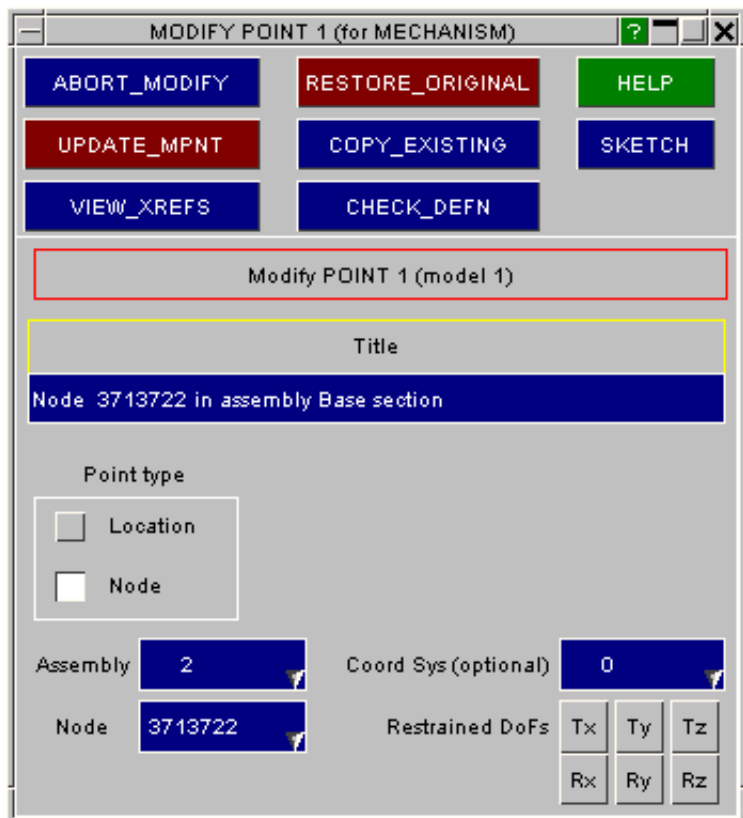 MODIFY POINT 1 (for MECHANISM) ?
ABORT_MODIFY RESTORE_ORIGINAL HELP
UPDATE_MPNT COPY_EXISTING SKETCH
VIEW_XREFS CHECK_DEFN
Modify POINT 1 (model 1)
Title
Node 3713722 in assembly Base section
Point type
Location
Node
Assembly 2 Coord Sys (optional) 0
Node 3713722 Restrained DoFs Tx Ty Tz
Rx Ry Rz